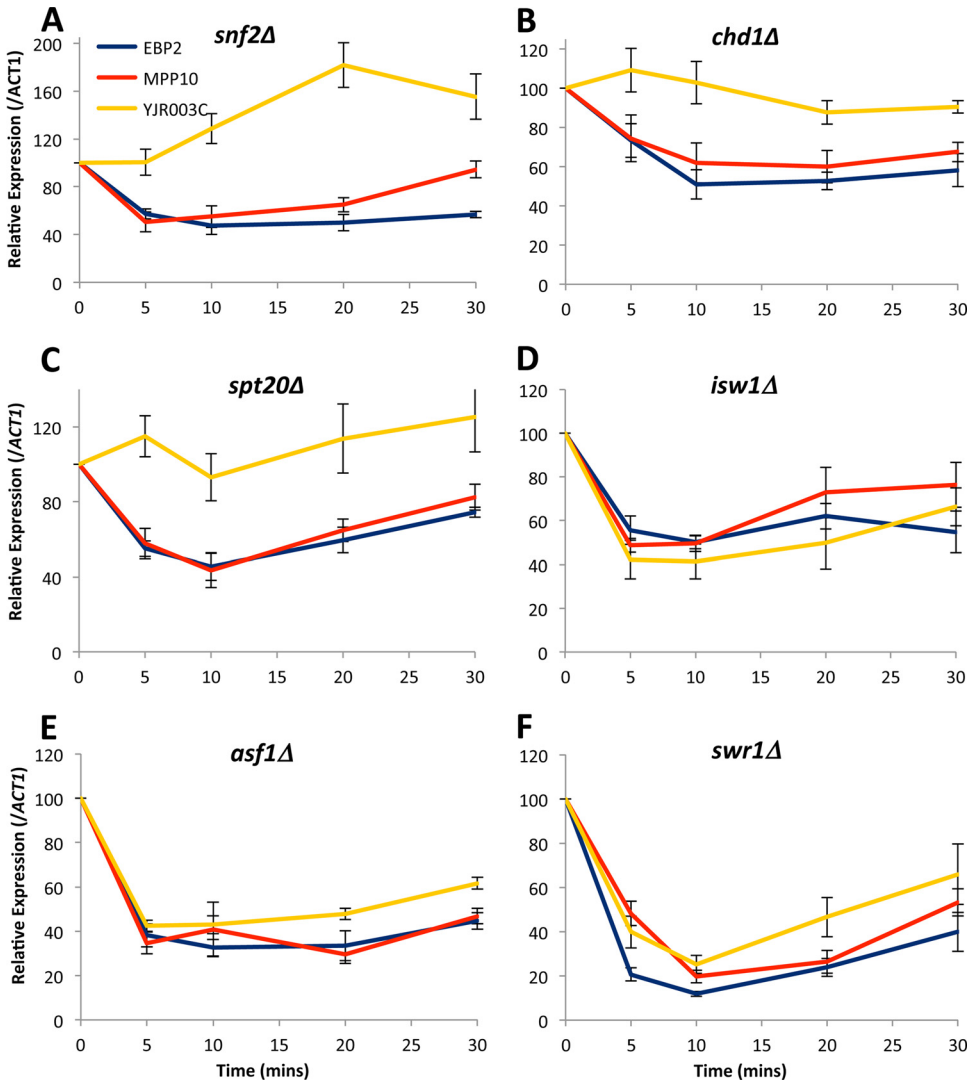 A
snf2Δ
EBP2
MPP10
YJR003C
Relative Expression (/ACT1)
200
160
120
80
40
0
0 5 10 15 20 25 30
B
chd1Δ
120
100
80
60
40
20
0
0 5 10 15 20 25 30
C
spt20Δ
Relative Expression (/ACT1)
120
80
40
0
0 5 10 15 20 25 30
D
isw1Δ
120
100
80
60
40
20
0
0 5 10 15 20 25 30
E
asf1Δ
Relative Expression (/ACT1)
120
100
80
60
40
20
0
0 5 10 15 20 25 30
Time (mins)
F
swr1Δ
120
100
80
60
40
20
0
0 5 10 15 20 25 30
Time (mins)